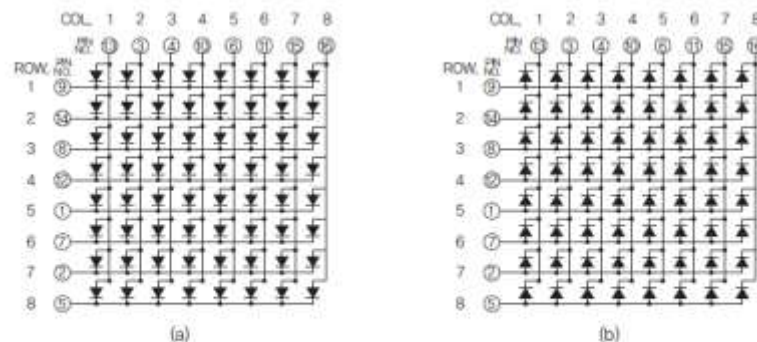 COL. 1 2 3 4 5 6 7 8
PIN NO. ⑬ ③ ④ ⑩ ⑥ ⑪ ⑮ ⑯
ROW. PIN NO.
1 ⑨
2 ⑭
3 ⑧
4 ⑫
5 ①
6 ⑦
7 ②
8 ⑤
(a)
COL. 1 2 3 4 5 6 7 8
PIN NO. ⑬ ③ ④ ⑩ ⑥ ⑪ ⑮ ⑯
ROW. PIN NO.
1 ⑨
2 ⑭
3 ⑧
4 ⑫
5 ①
6 ⑦
7 ②
8 ⑤
(b)